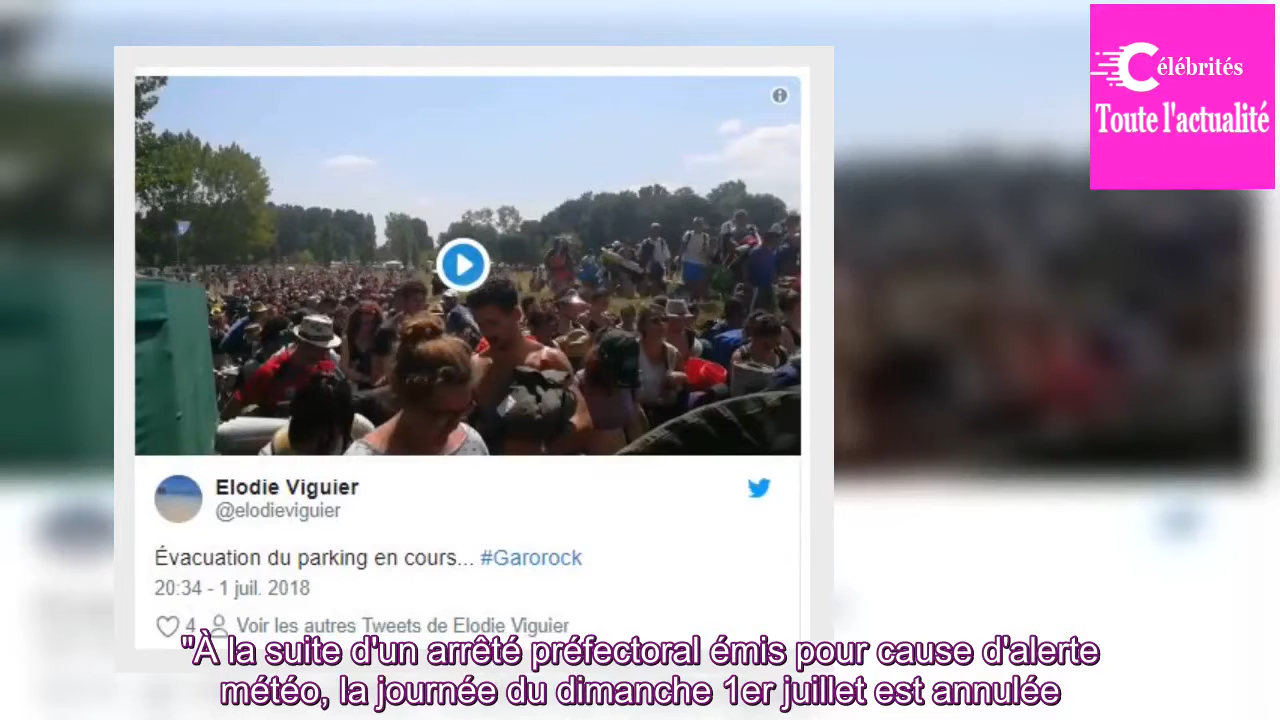 Célébrités
Toute l'actualité
Elodie Viguier
@elodieviguier
Évacuation du parking en cours... #Garorock
20:34 - 1 juil. 2018
4 Voir les autres Tweets de Elodie Viguier
"À la suite d'un arrêté préfectoral émis pour cause d'alerte
météo, la journée du dimanche 1er juillet est annulée